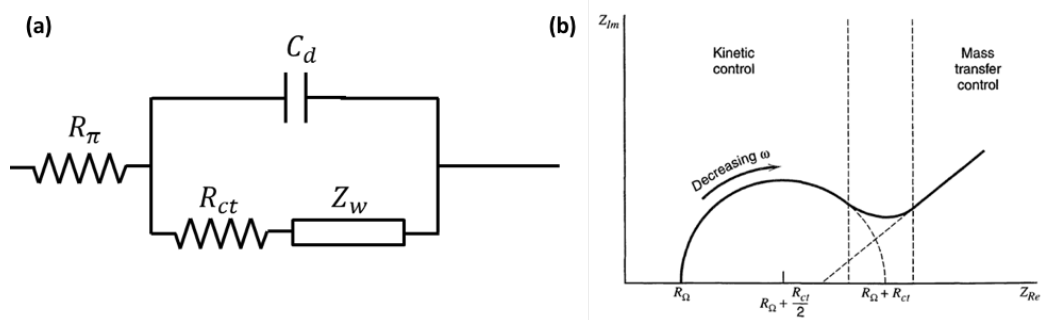 (a)
C_d
R_π
R_ct
Z_w
(b)
Z_Im
Kinetic
control
Mass
transfer
control
Decreasing ω
R_Ω
R_Ω + R_ct/2
R_Ω + R_ct
Z_Re